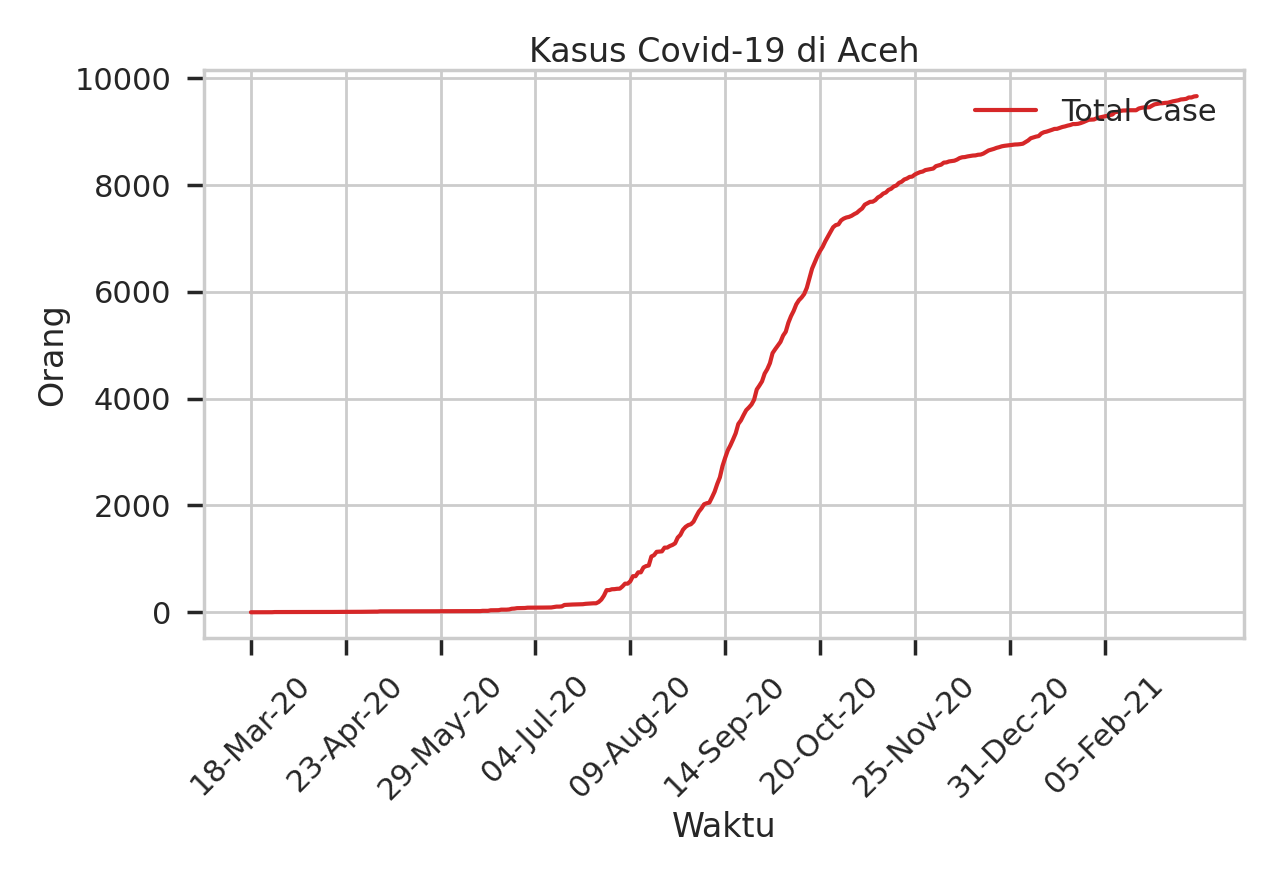 Kasus Covid-19 di Aceh
Total Case
Orang
10000
8000
6000
4000
2000
0
18-Mar-20
23-Apr-20
29-May-20
04-Jul-20
09-Aug-20
14-Sep-20
20-Oct-20
25-Nov-20
31-Dec-20
05-Feb-21
Waktu